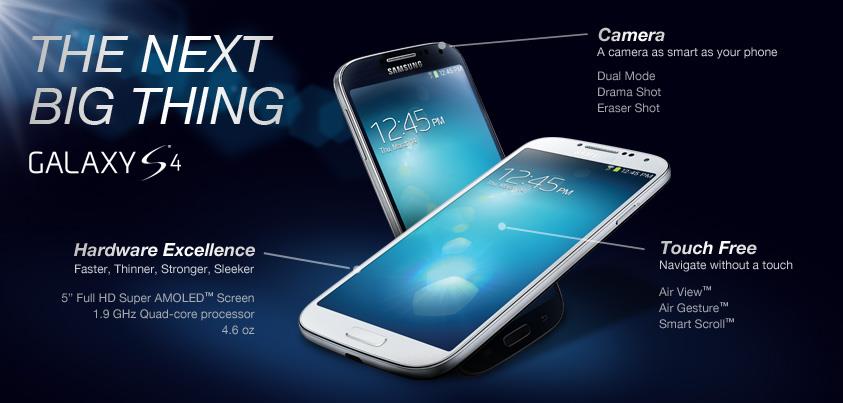 THE NEXT
BIG THING
GALAXY S4
Camera
A camera as smart as your phone
Dual Mode
Drama Shot
Eraser Shot
SAMSUNG
12:45 PM
12:45 PM
12:45 PM
12:45 PM
Hardware Excellence
Faster, Thinner, Stronger, Sleeker
5" Full HD Super AMOLED™ Screen
1.9 GHz Quad-core processor
4.6 oz
Touch Free
Navigate without a touch
Air View™
Air Gesture™
Smart Scroll™